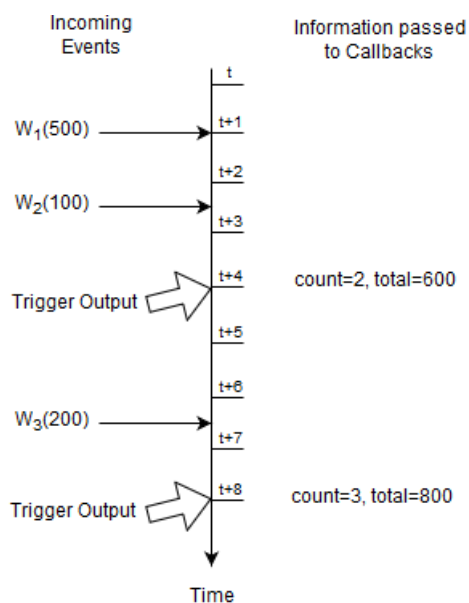 Incoming
Events
Information passed
to Callbacks
t
W₁(500)
t+1
t+2
W₂(100)
t+3
t+4
count=2, total=600
Trigger Output
t+5
t+6
W₃(200)
t+7
t+8
count=3, total=800
Trigger Output
Time